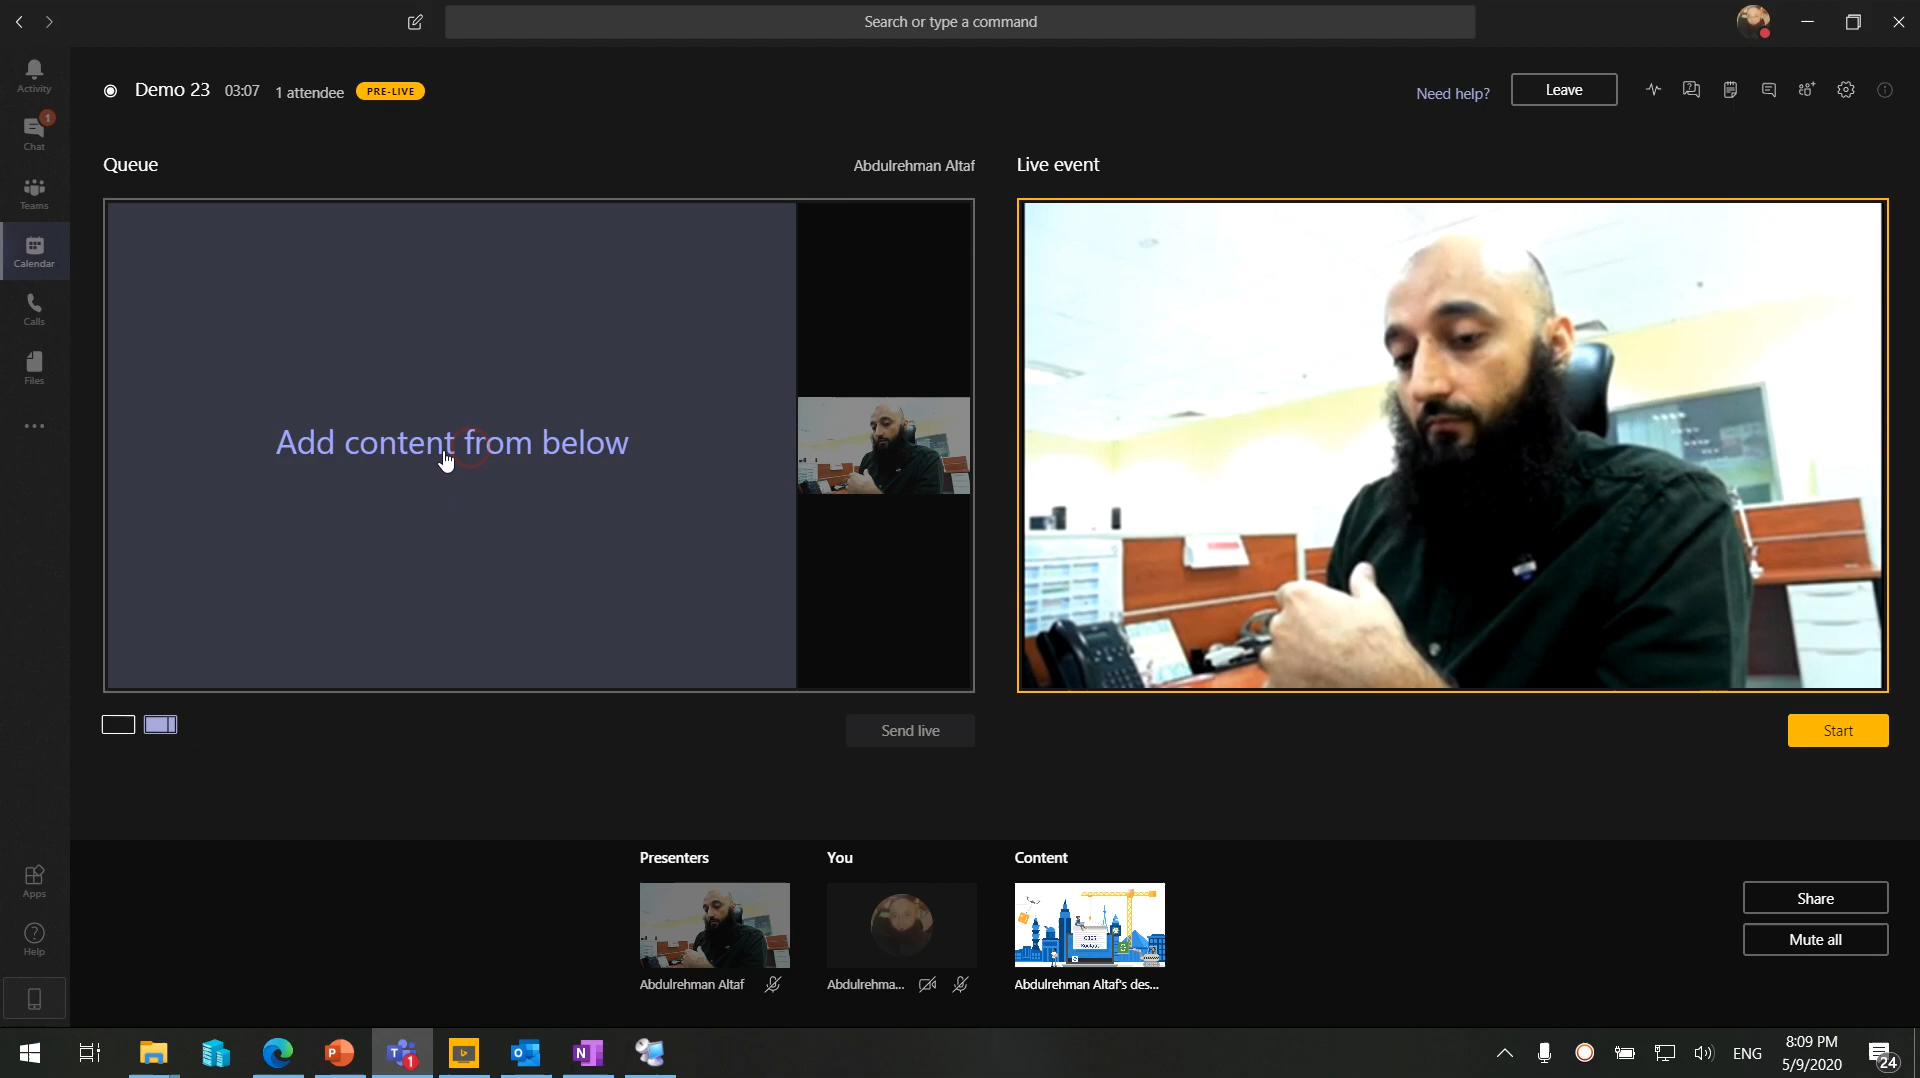 Search or type a command
Activity
1
Chat
Teams
Calendar
Calls
Files
Apps
Help
Demo 23 03:07 1 attendee PRE-LIVE
Need help? Leave
Queue Abdulrehman Altaf
Add content from below
Send live
Live event
Start
Presenters You Content
Abdulrehman Altaf Abdulrehma... Abdulrehman Altaf's des...
Share
Mute all
1
ENG
8:09 PM
5/9/2020
24